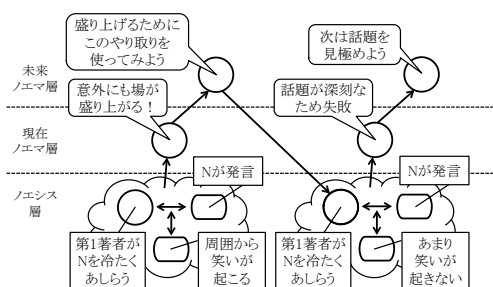 盛り上げるために
このやり取りを
使ってみよう
次は話題を
見極めよう
未来
ノエマ層
意外にも場が
盛り上がる！
話題が深刻な
ため失敗
現在
ノエマ層
Nが発言
Nが発言
ノエシス
層
第1著者が
Nを冷たく
あしらう
周囲から
笑いが
起こる
第1著者が
Nを冷たく
あしらう
あまり
笑いが
起きない